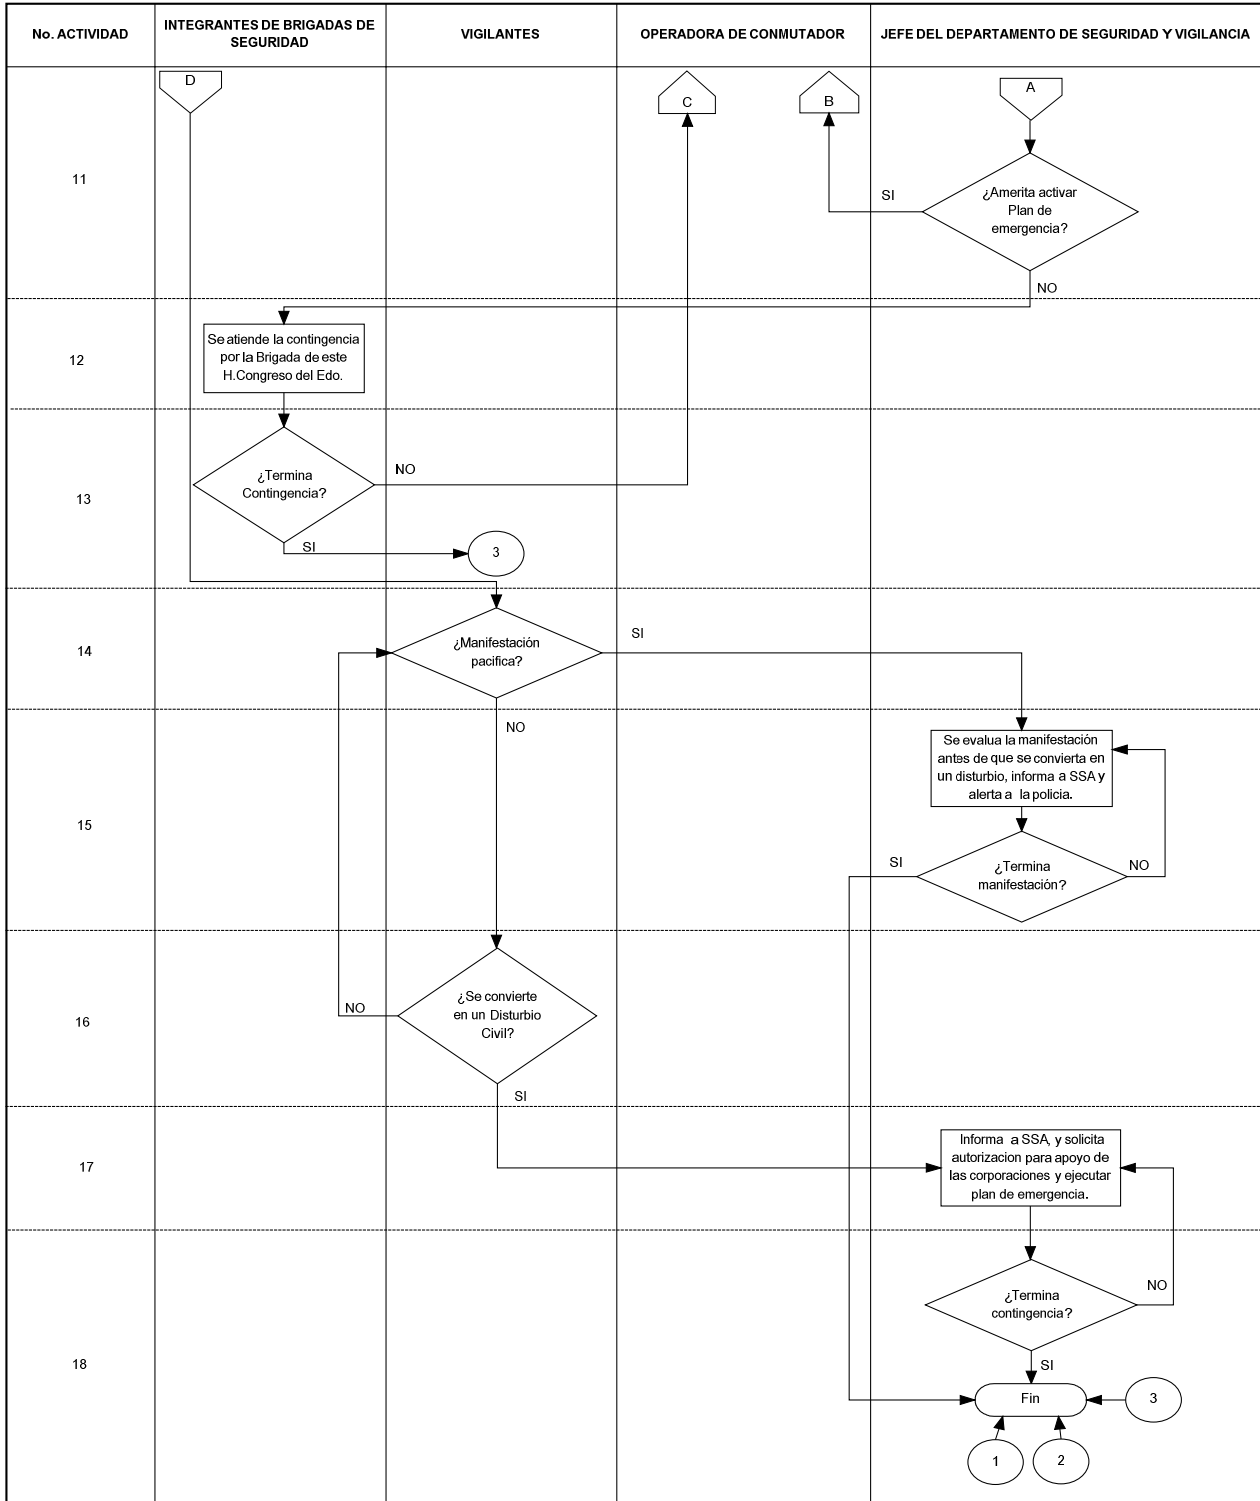 No. ACTIVIDAD
INTEGRANTES DE BRIGADAS DE
SEGURIDAD
VIGILANTES
OPERADORA DE CONMUTADOR
JEFE DEL DEPARTAMENTO DE SEGURIDAD Y VIGILANCIA
D
C
B
A
11
¿Amerita activar
Plan de
emergencia?
SI
NO
12
Se atiende la contingencia
por la Brigada de este
H.Congreso del Edo.
13
¿Termina
Contingencia?
NO
SI
3
14
¿Manifestación
pacifica?
SI
NO
15
Se evalua la manifestación
antes de que se convierta en
un disturbio, informa a SSA y
alerta a la policia.
¿Termina
manifestación?
SI
NO
16
¿Se convierte
en un Disturbio
Civil?
NO
SI
17
Informa a SSA, y solicita
autorizacion para apoyo de
las corporaciones y ejecutar
plan de emergencia.
18
¿Termina
contingencia?
NO
SI
Fin
3
1
2